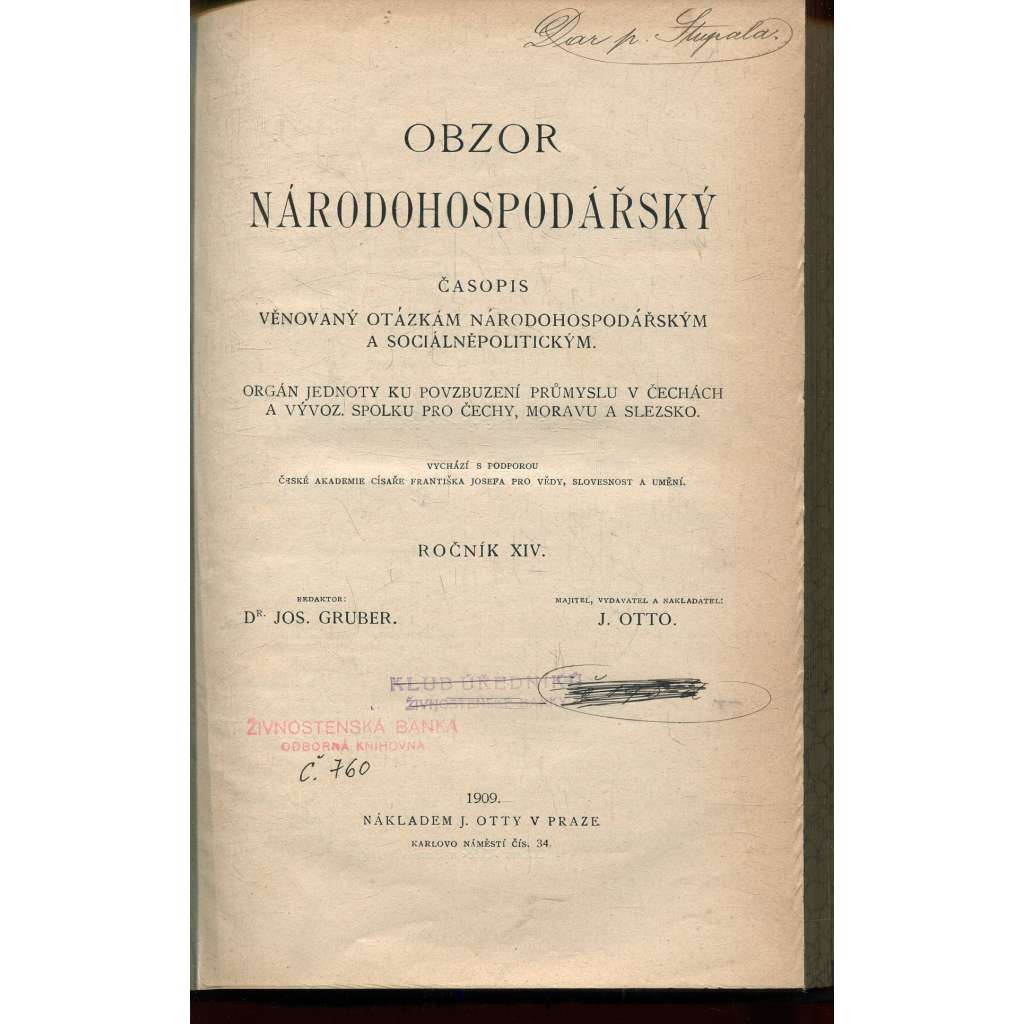 Dar p. Stupala.
OBZOR
NÁRODOHOSPODÁŘSKÝ
ČASOPIS
VĚNOVANÝ OTÁZKÁM NÁRODOHOSPODÁŘSKÝM
A SOCIÁLNĚPOLITICKÝM.
ORGÁN JEDNOTY KU POVZBUZENÍ PRŮMYSLU V ČECHÁCH
A VÝVOZ. SPOLKU PRO ČECHY, MORAVU A SLEZSKO.
VYCHÁZÍ S PODPOROU
ČESKÉ AKADEMIE CÍSAŘE FRANTIŠKA JOSEFA PRO VĚDY, SLOVESNOST A UMĚNÍ.
ROČNÍK XIV.
REDAKTOR:
DR. JOS. GRUBER.
MAJITEL, VYDAVATEL A NAKLADATEL:
J. OTTO.
KLUB ÚŘEDNÍKŮ
ŽIVNOSTENSKÉ BANKY
ŽIVNOSTENSKÁ BANKA
ODBORNÁ KNIHOVNA
Č. 760
1909.
NÁKLADEM J. OTTY V PRAZE
KARLOVO NÁMĚSTÍ ČÍS. 34.